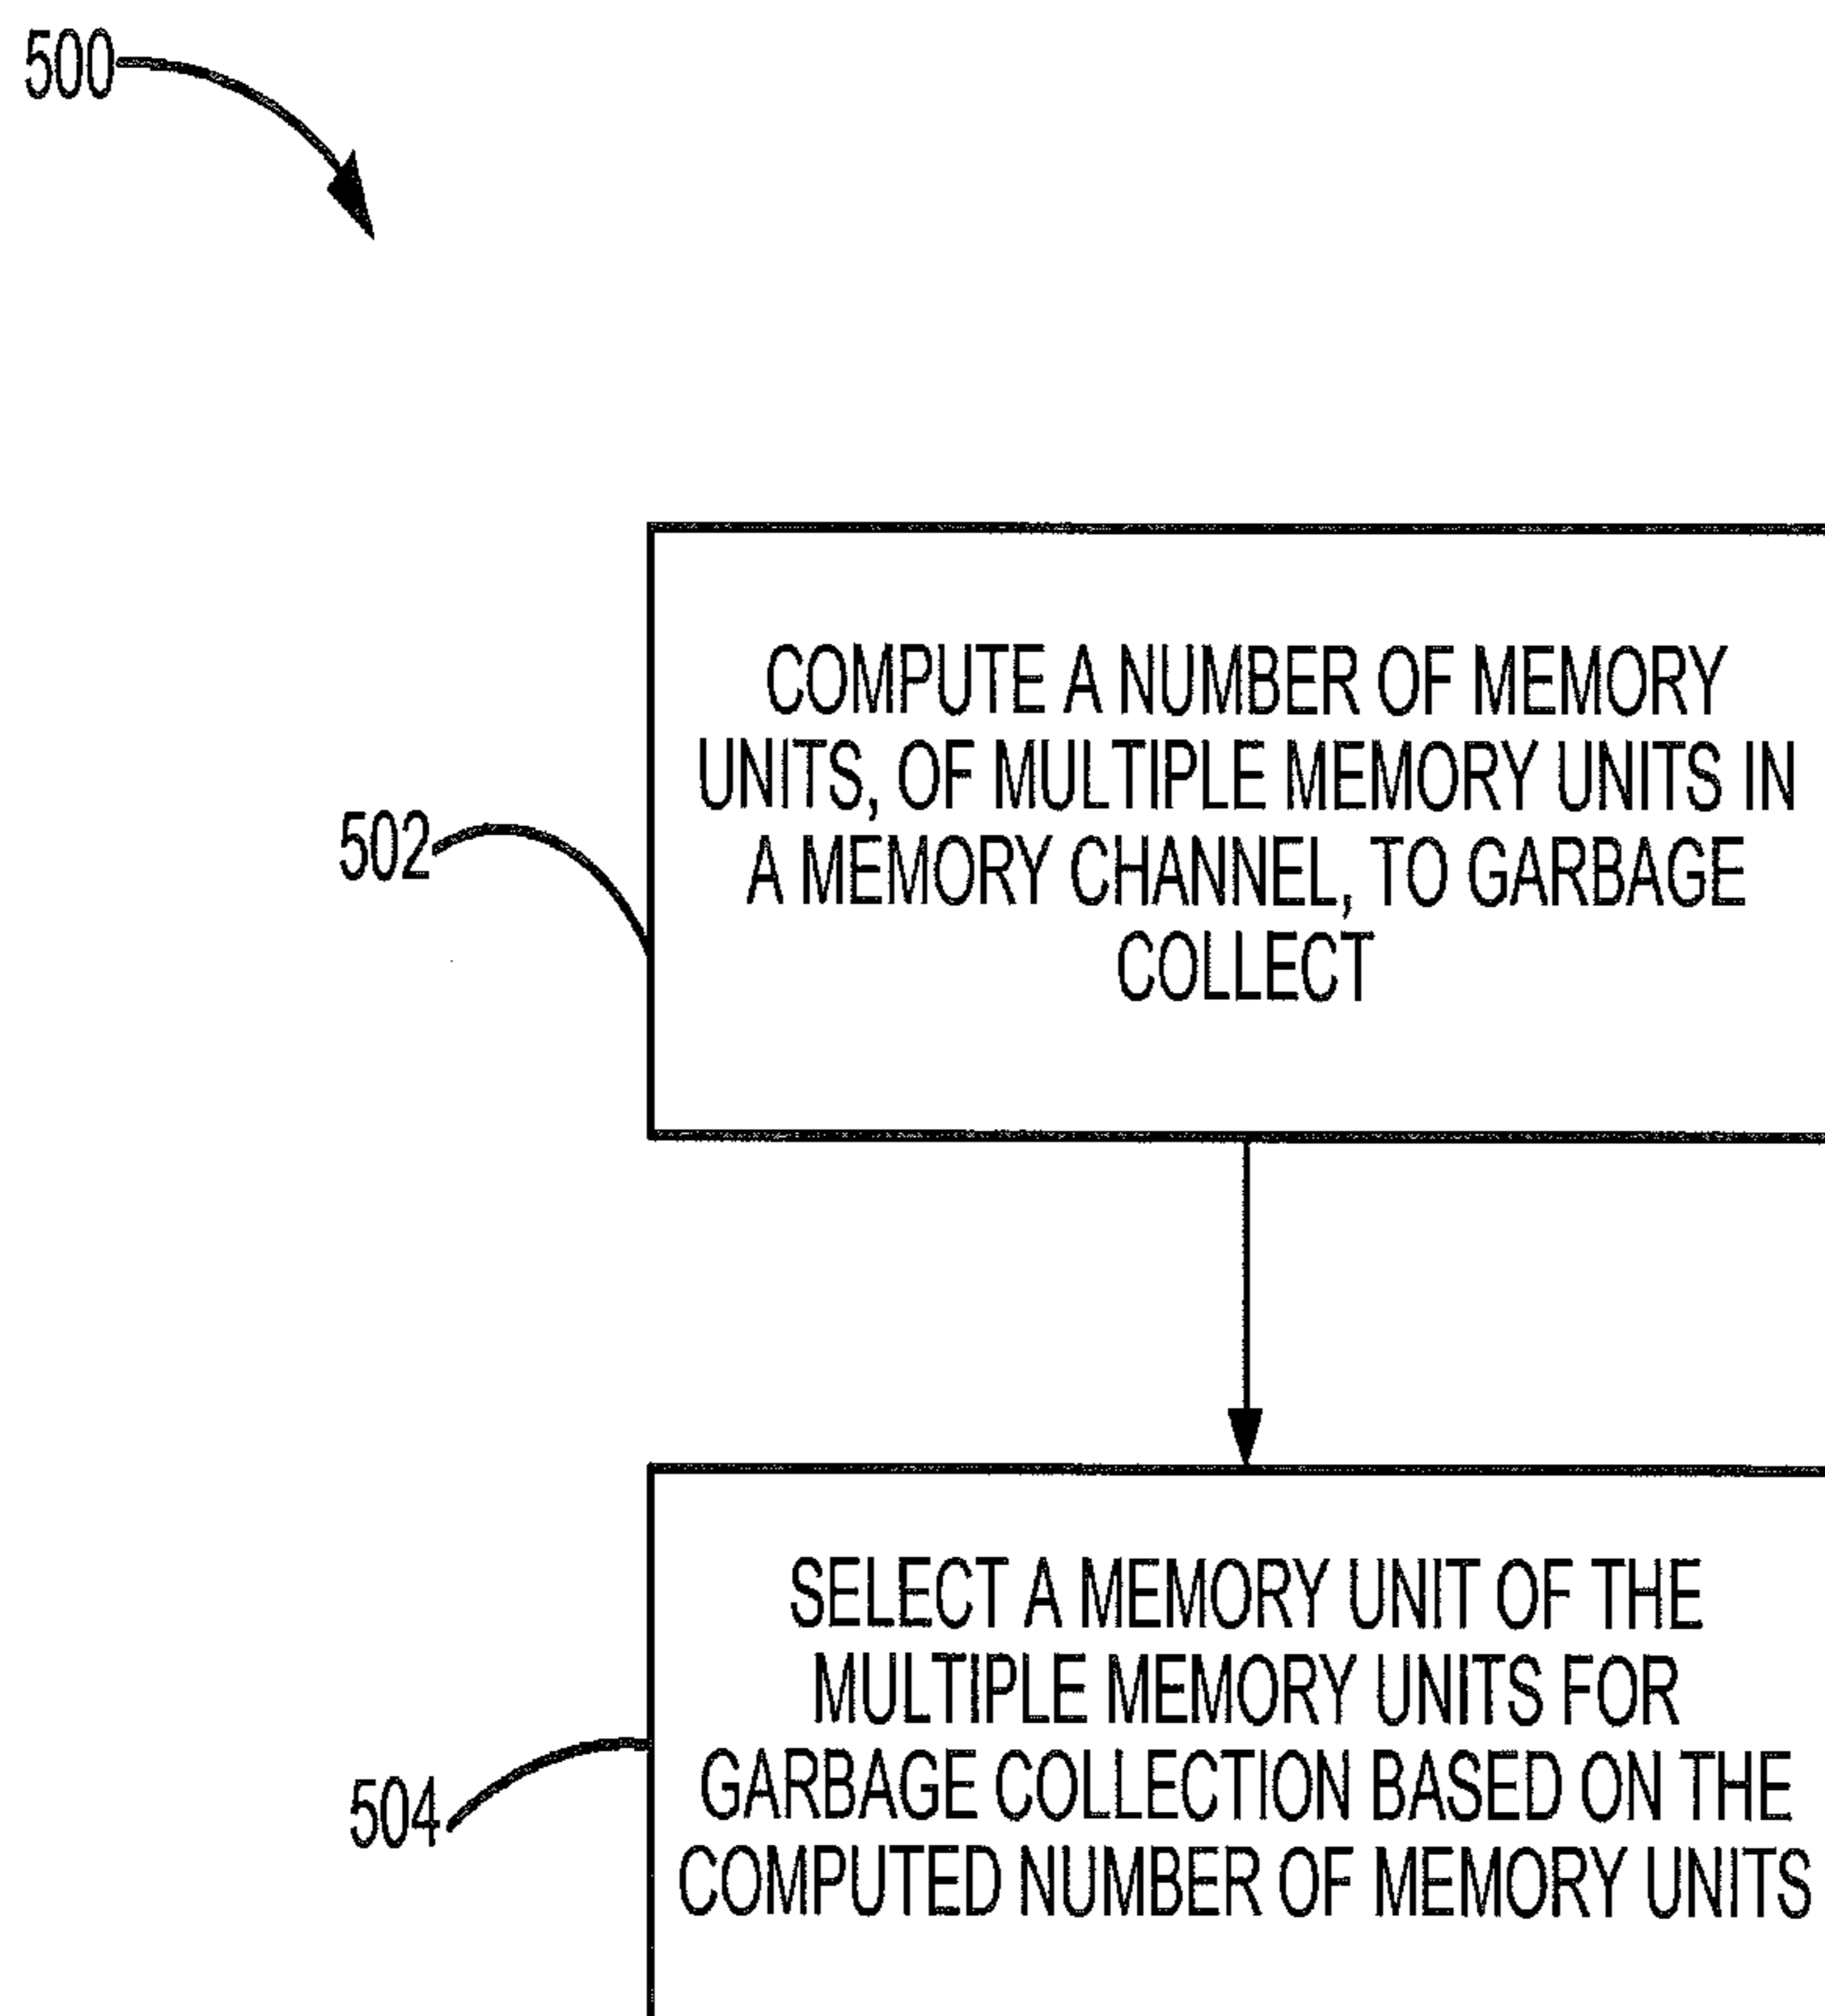 500
COMPUTE A NUMBER OF MEMORY
UNITS, OF MULTIPLE MEMORY UNITS IN
A MEMORY CHANNEL, TO GARBAGE
COLLECT
502
SELECT A MEMORY UNIT OF THE
MULTIPLE MEMORY UNITS FOR
GARBAGE COLLECTION BASED ON THE
COMPUTED NUMBER OF MEMORY UNITS
504